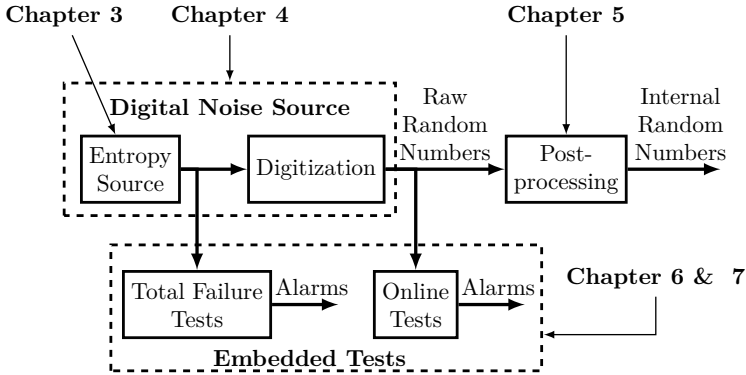 Chapter 3
Chapter 4
Chapter 5
Digital Noise Source
Raw
Random
Numbers
Internal
Random
Numbers
Entropy
Source
Digitization
Post-
processing
Total Failure
Tests
Alarms
Online
Tests
Alarms
Chapter 6 & 7
Embedded Tests